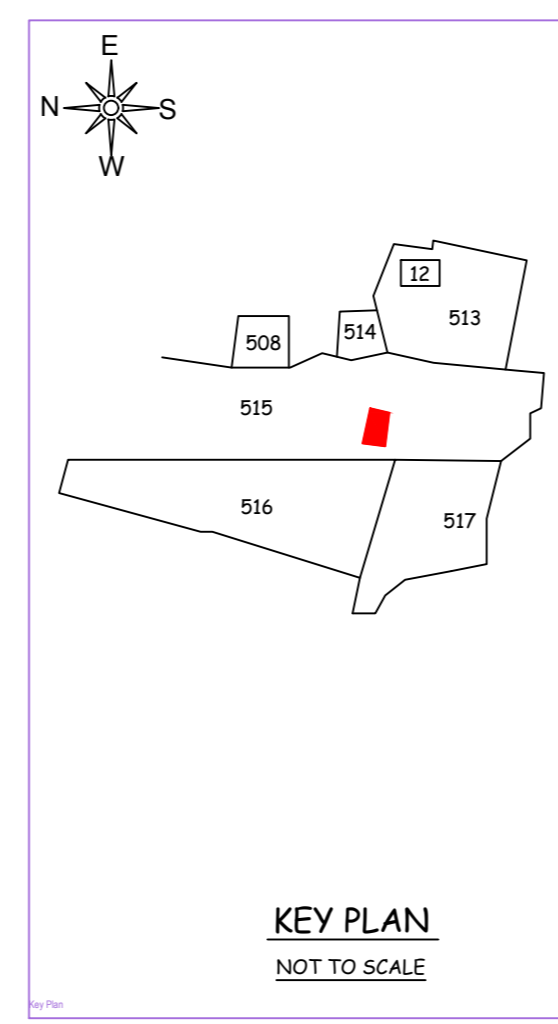 E
N S
W
12
513
514
508
515
516
517
KEY PLAN
NOT TO SCALE
Key Plan